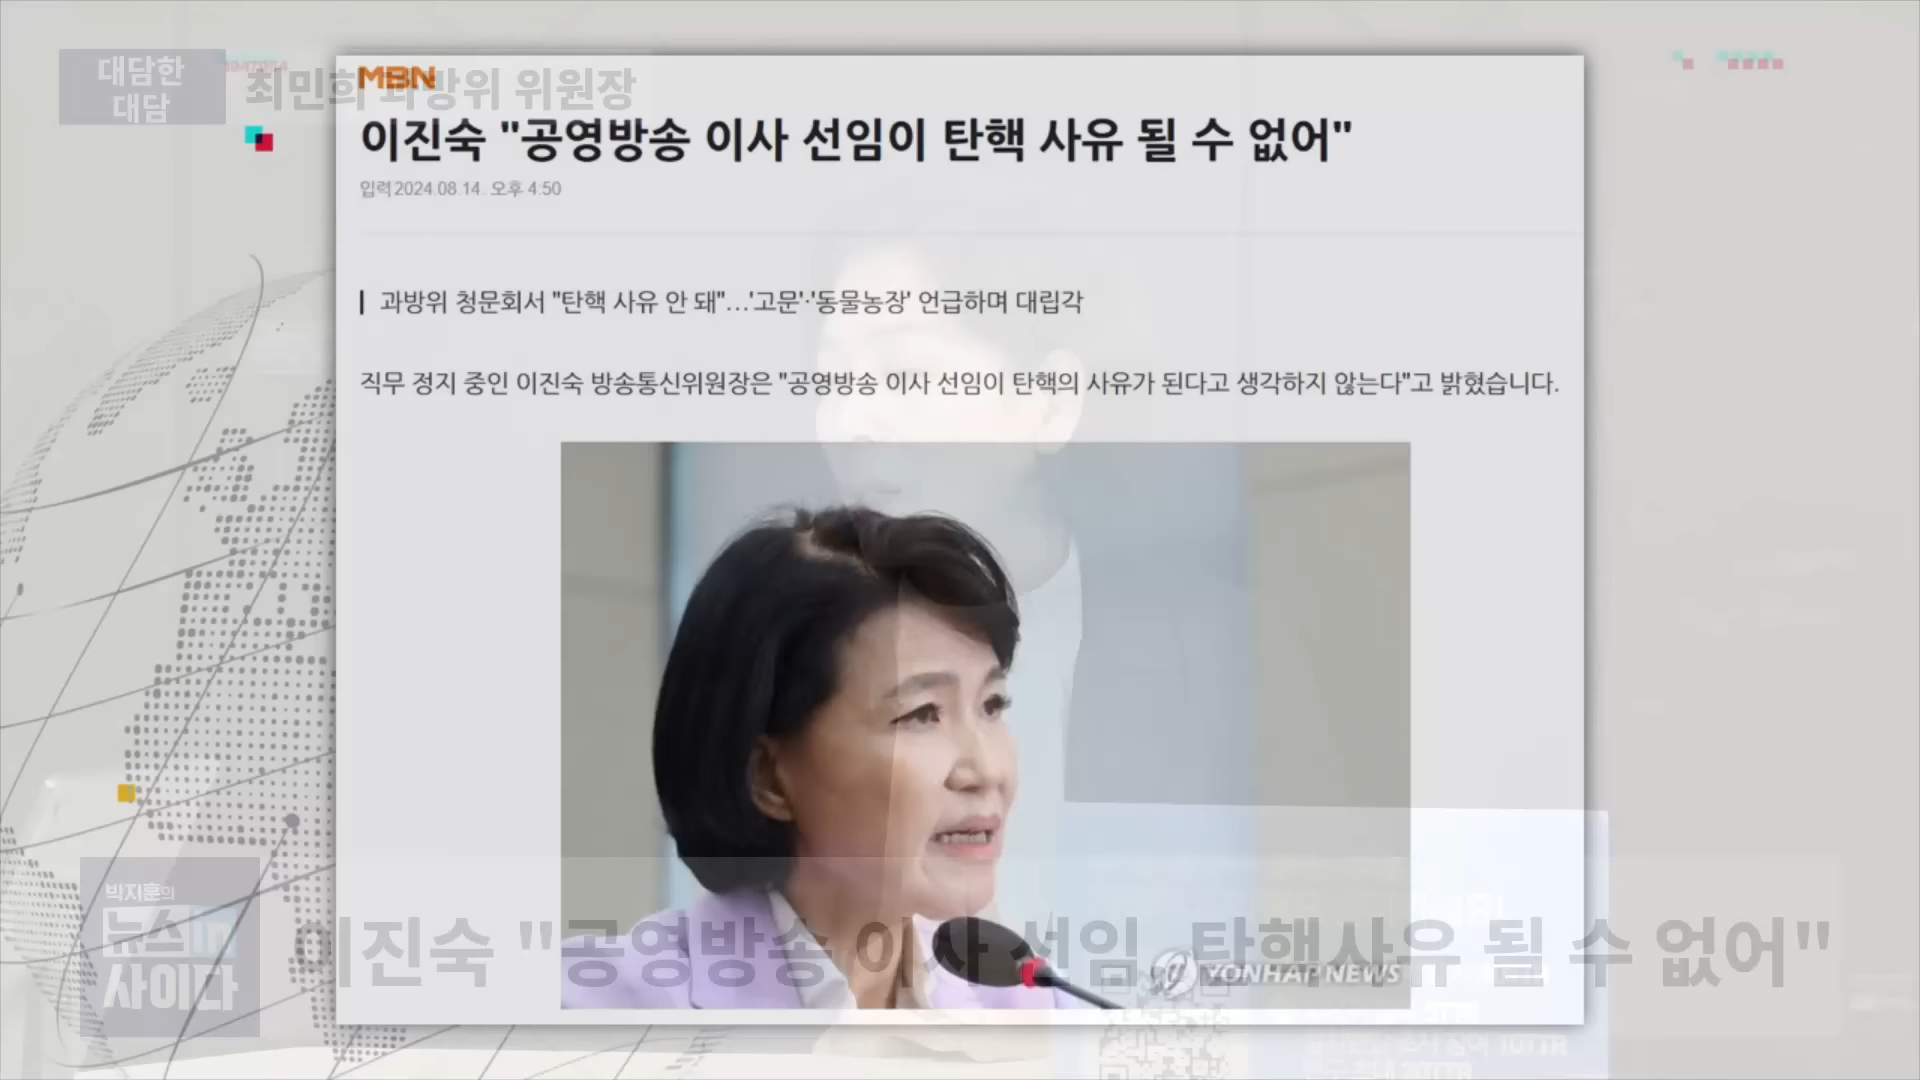 대담한
대담
최민희 과방위 위원장
MBN
이진숙 "공영방송 이사 선임이 탄핵 사유 될 수 없어"
입력 2024.08.14. 오후 4:50
과방위 청문회서 "탄핵 사유 안 돼"…'고문'·'동물농장' 언급하며 대립각
직무 정지 중인 이진숙 방송통신위원장은 "공영방송 이사 선임이 탄핵의 사유가 된다고 생각하지 않는다"고 밝혔습니다.
YONHAP NEWS
박지훈의
뉴스in
사이다
이진숙 "공영방송 이사 선임, 탄핵사유 될 수 없어"